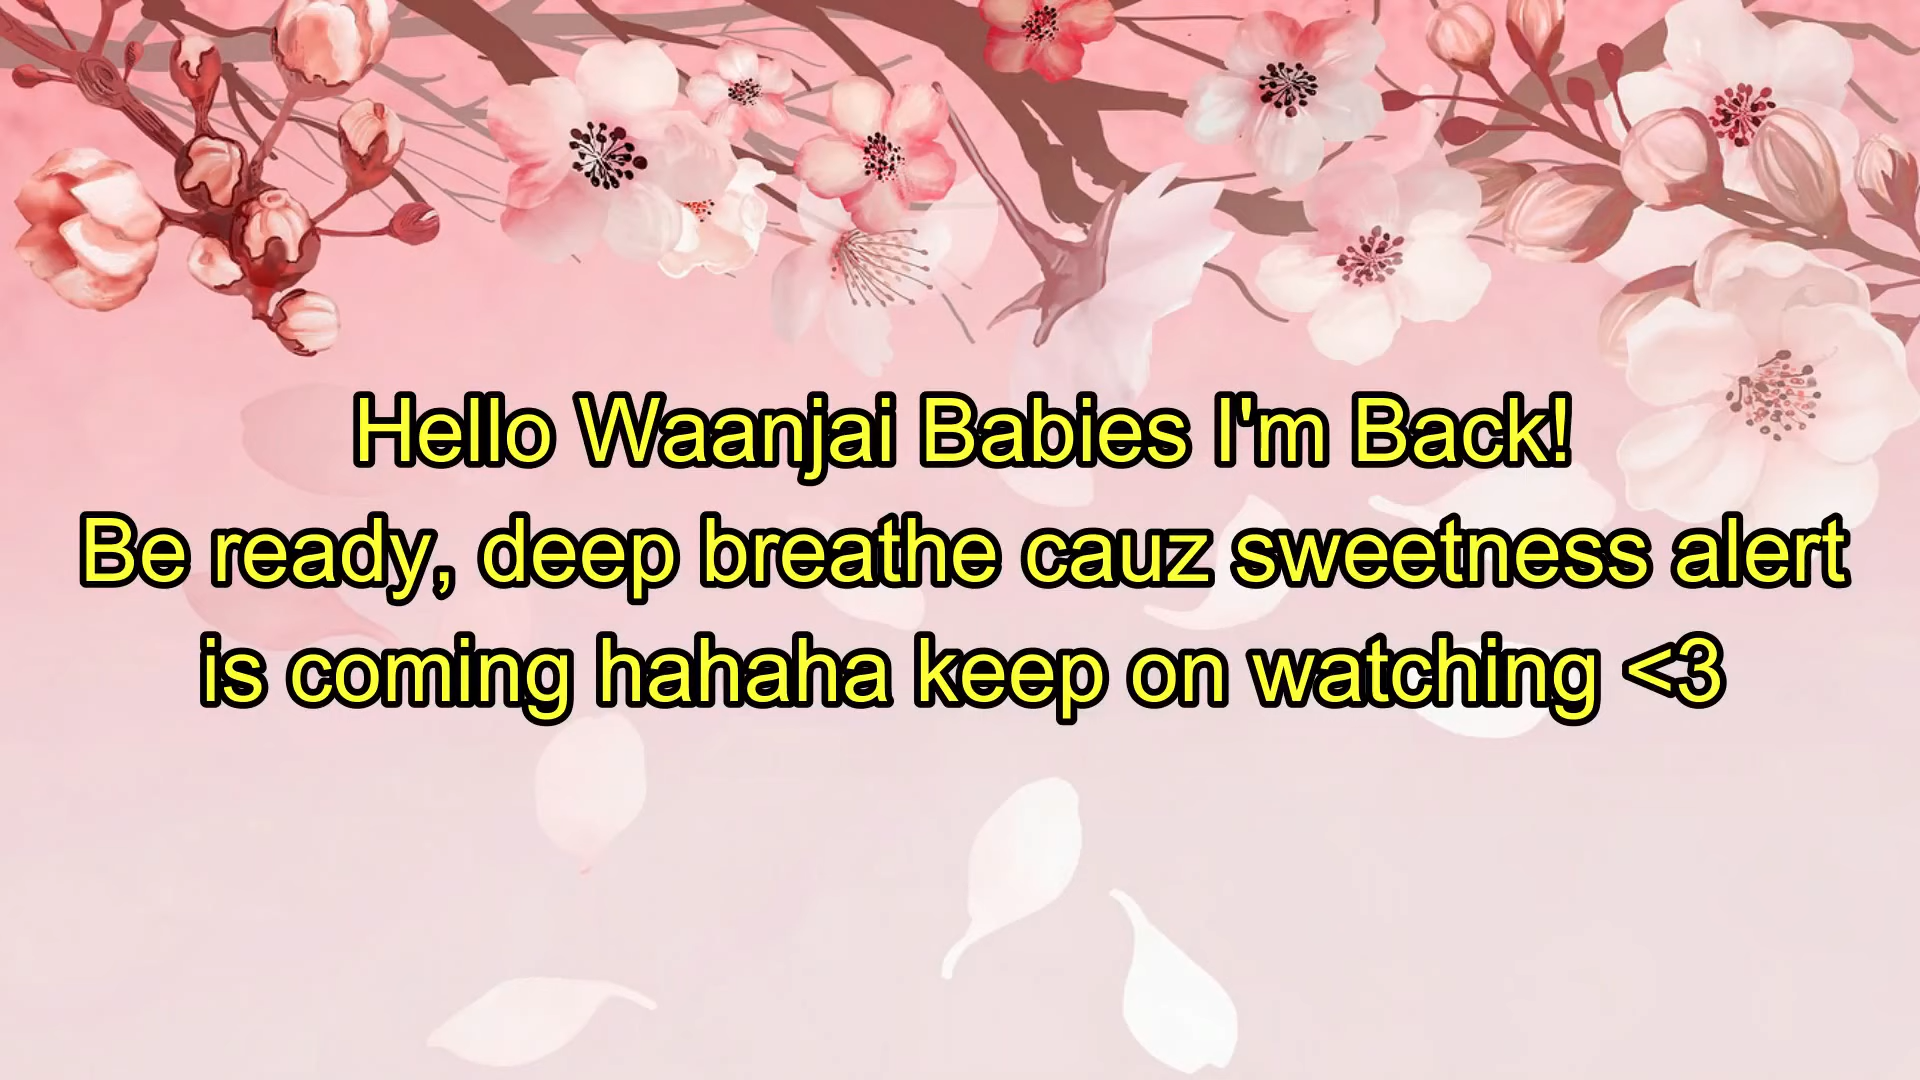 Hello Waanjai Babies I'm Back!
Be ready, deep breathe cauz sweetness alert
is coming hahaha keep on watching <3